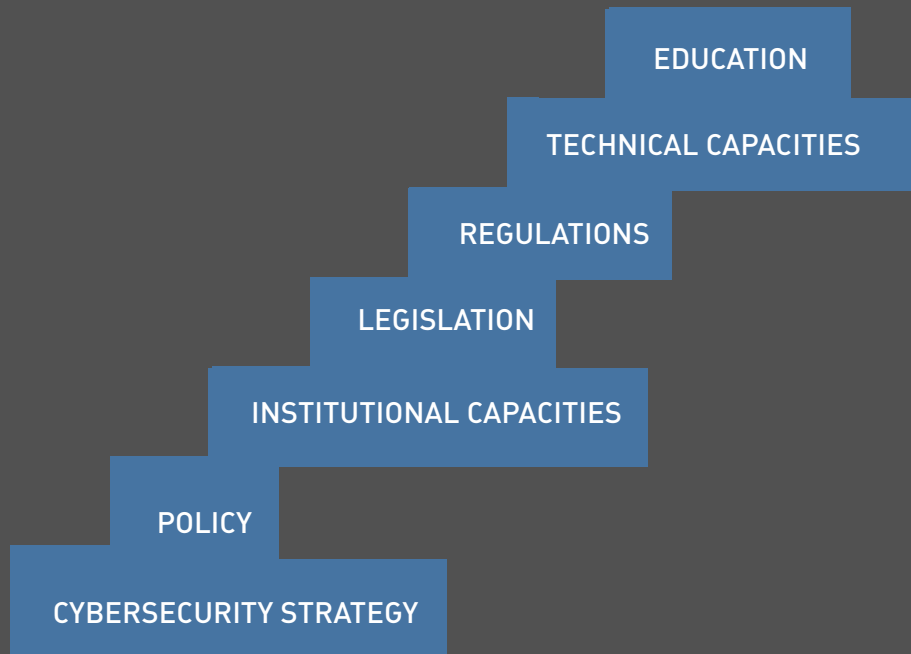 EDUCATION
TECHNICAL CAPACITIES
REGULATIONS
LEGISLATION
INSTITUTIONAL CAPACITIES
POLICY
CYBERSECURITY STRATEGY